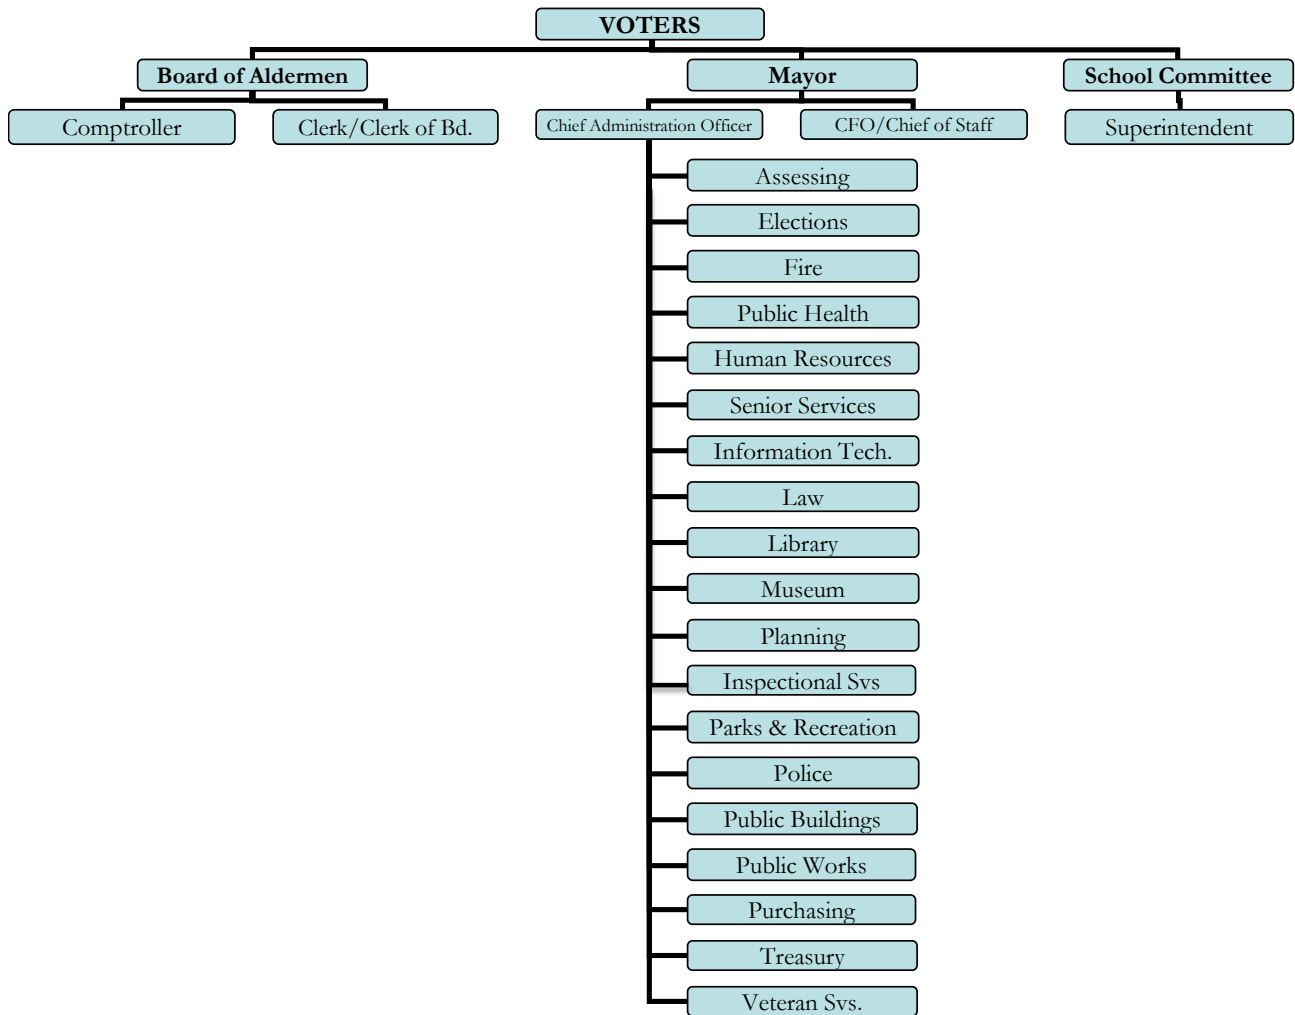 VOTERS
Board of Aldermen
Mayor
School Committee
Comptroller
Clerk/Clerk of Bd.
Chief Administration Officer
CFO/Chief of Staff
Superintendent
Assessing
Elections
Fire
Public Health
Human Resources
Senior Services
Information Tech.
Law
Library
Museum
Planning
Inspectional Svs
Parks & Recreation
Police
Public Buildings
Public Works
Purchasing
Treasury
Veteran Svs.